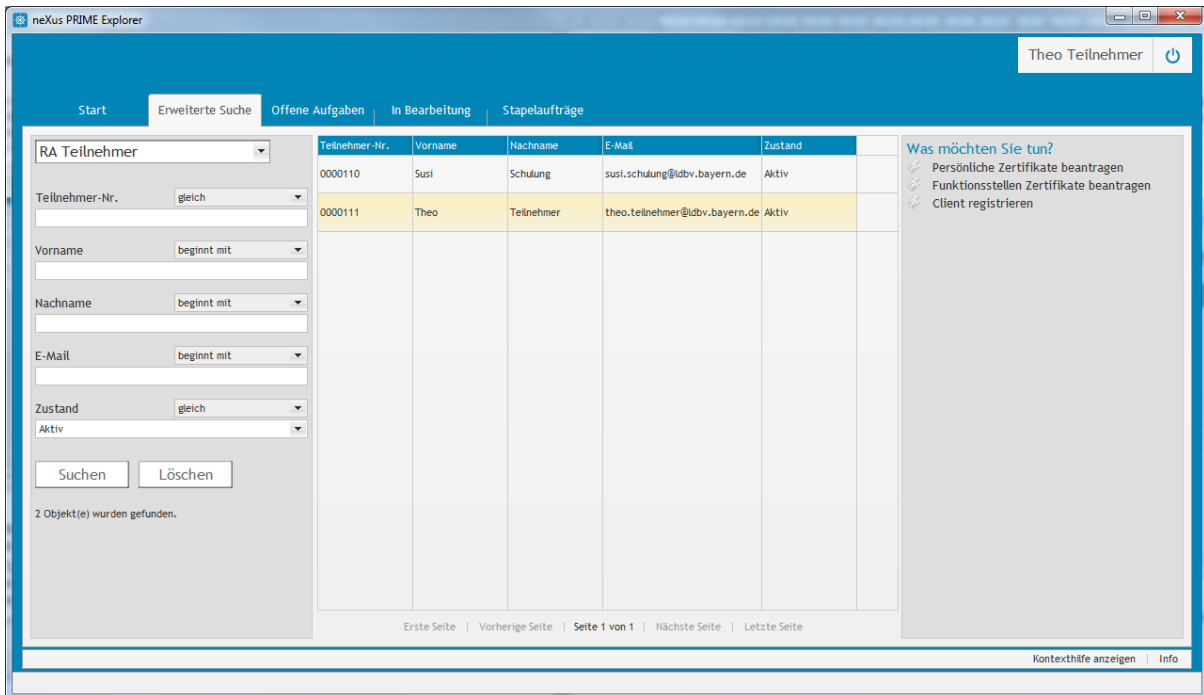 neXus PRIME Explorer
Theo Teilnehmer
Start Erweiterte Suche Offene Aufgaben In Bearbeitung Stapelaufträge
RA Teilnehmer
Teilnehmer-Nr. gleich
Vorname beginnt mit
Nachname beginnt mit
E-Mail beginnt mit
Zustand gleich
Aktiv
Suchen Löschen
2 Objekt(e) wurden gefunden.
Teilnehmer-Nr. Vorname Nachname E-Mail Zustand
0000110 Susi Schulung susi.schulung@ldbv.bayern.de Aktiv
0000111 Theo Teilnehmer theo.teilnehmer@ldbv.bayern.de Aktiv
Erste Seite | Vorherige Seite | Seite 1 von 1 | Nächste Seite | Letzte Seite
Was möchten Sie tun?
Persönliche Zertifikate beantragen
Funktionsstellen Zertifikate beantragen
Client registrieren
Kontexthilfe anzeigen | Info